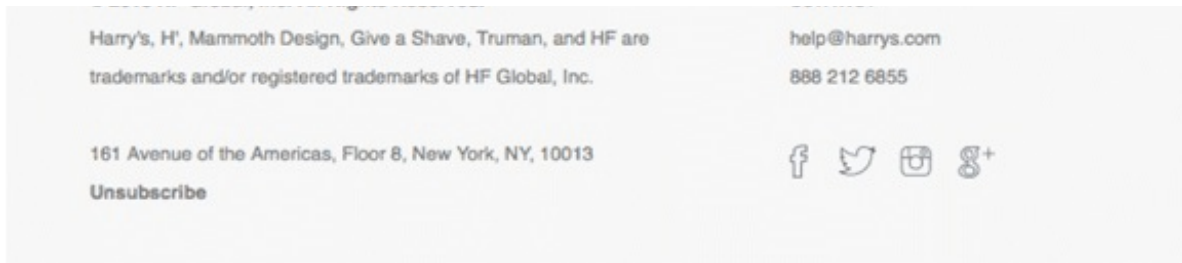 Harry's, H', Mammoth Design, Give a Shave, Truman, and HF are
trademarks and/or registered trademarks of HF Global, Inc.
161 Avenue of the Americas, Floor 8, New York, NY, 10013
Unsubscribe
help@harrys.com
888 212 6855